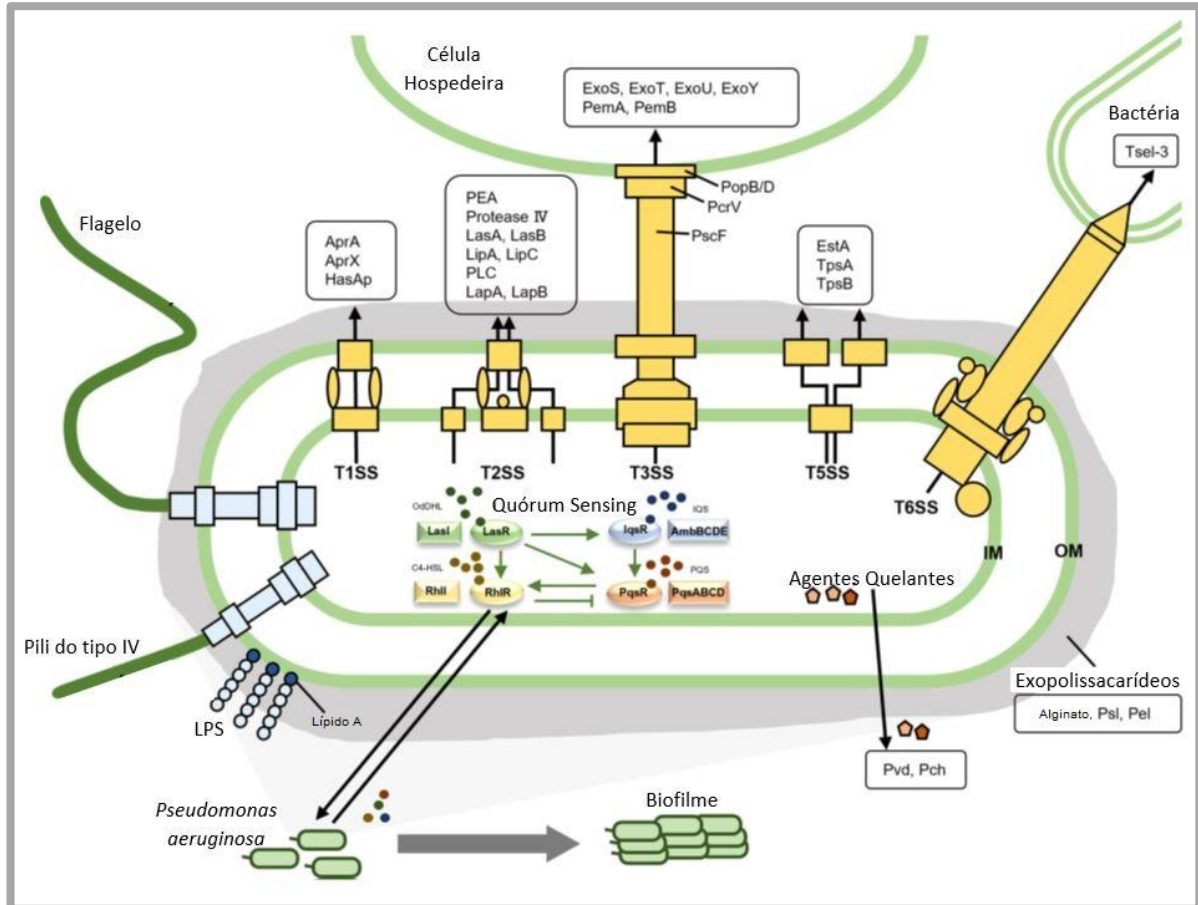 Célula
Hospedeira
ExoS, ExoT, ExoU, ExoY
PemA, PemB
Bactéria
Tsel-3
PopB/D
PcrV
PscF
Flagelo
AprA
AprX
HasAp
PEA
Protease Ⅳ
LasA, LasB
LipA, LipC
PLC
LapA, LapB
EstA
TpsA
TpsB
T1SS
T2SS
T3SS
T5SS
T6SS
Quórum Sensing
OdDHL
IQS
LasI
LasR
IqsR
AmbBCDE
C4-HSL
PQS
RhlI
RhlR
PqsR
PqsABCD
IM
OM
Agentes Quelantes
Pili do tipo IV
LPS
Lípido A
Exopolissacarídeos
Alginato, Psl, Pel
Pvd, Pch
Pseudomonas
aeruginosa
Biofilme